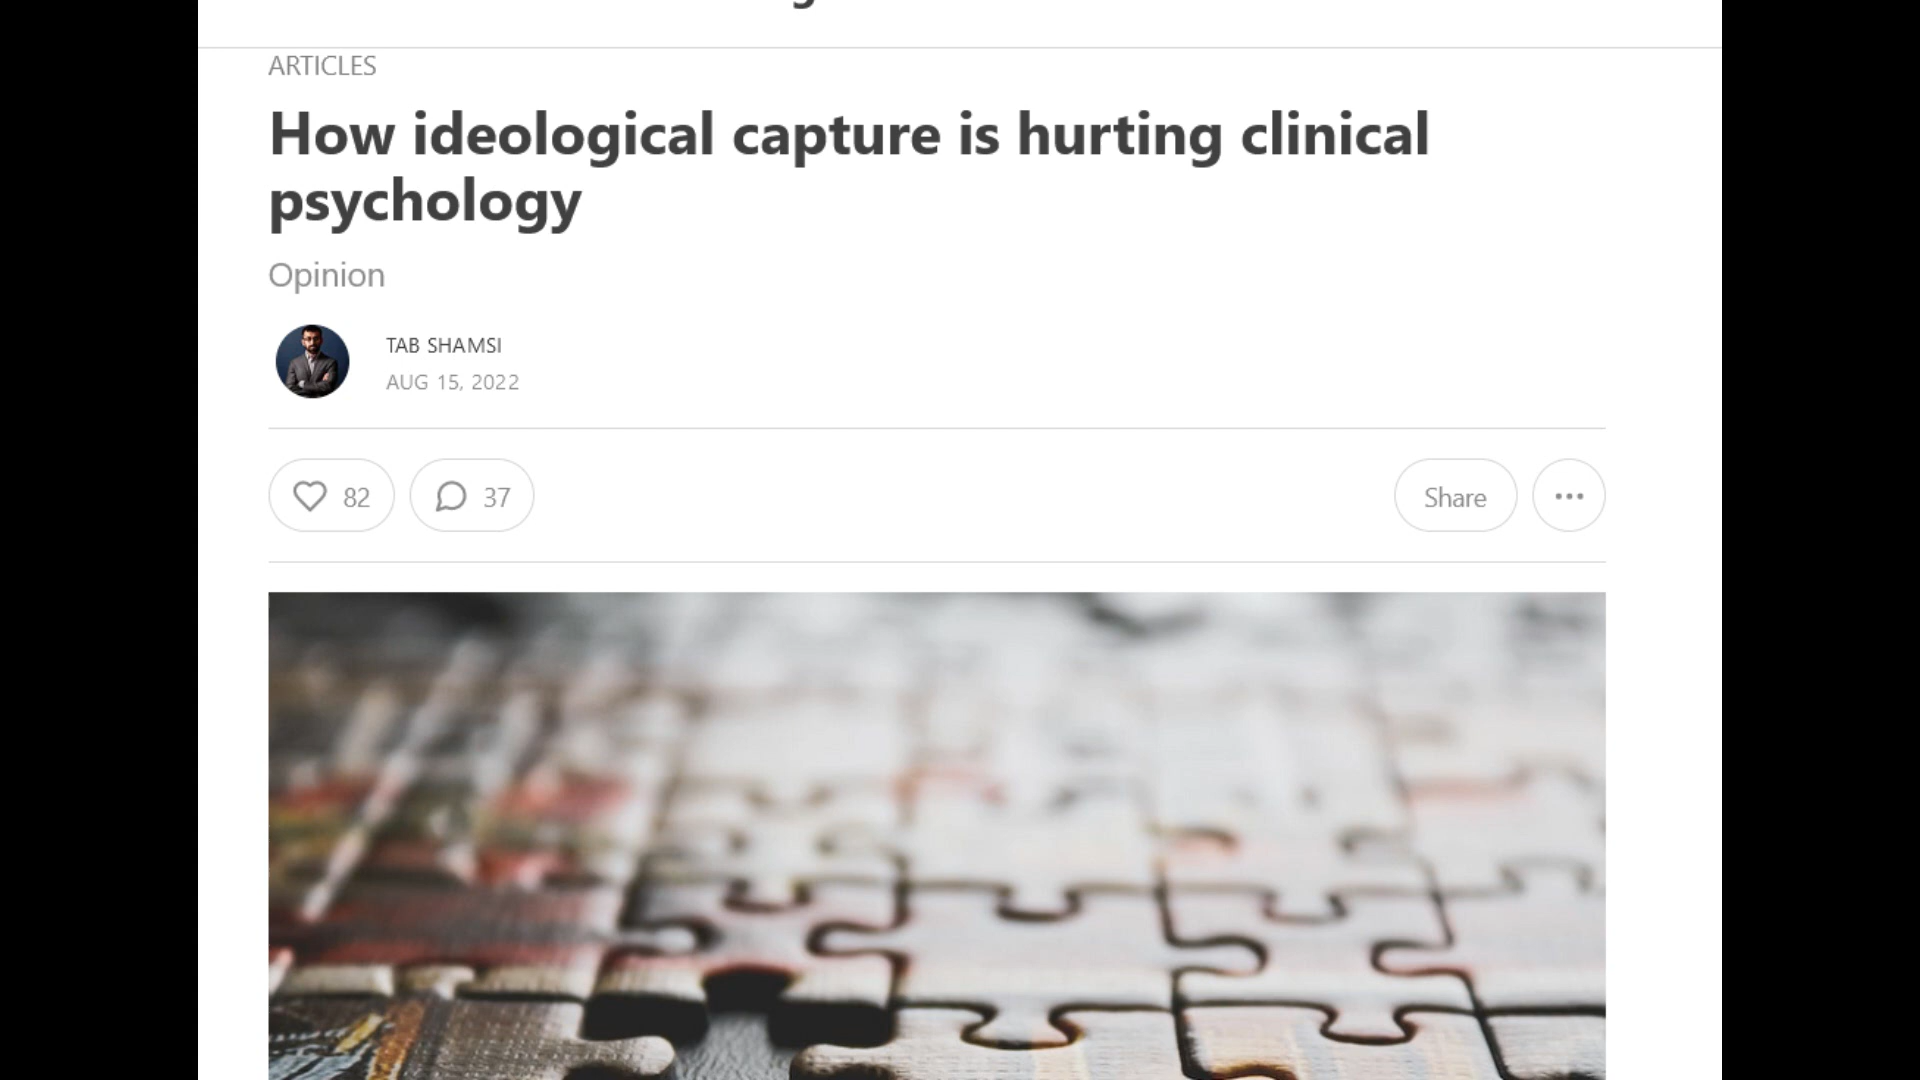 ARTICLES
How ideological capture is hurting clinical
psychology
Opinion
TAB SHAMSI
AUG 15, 2022
82
37
Share